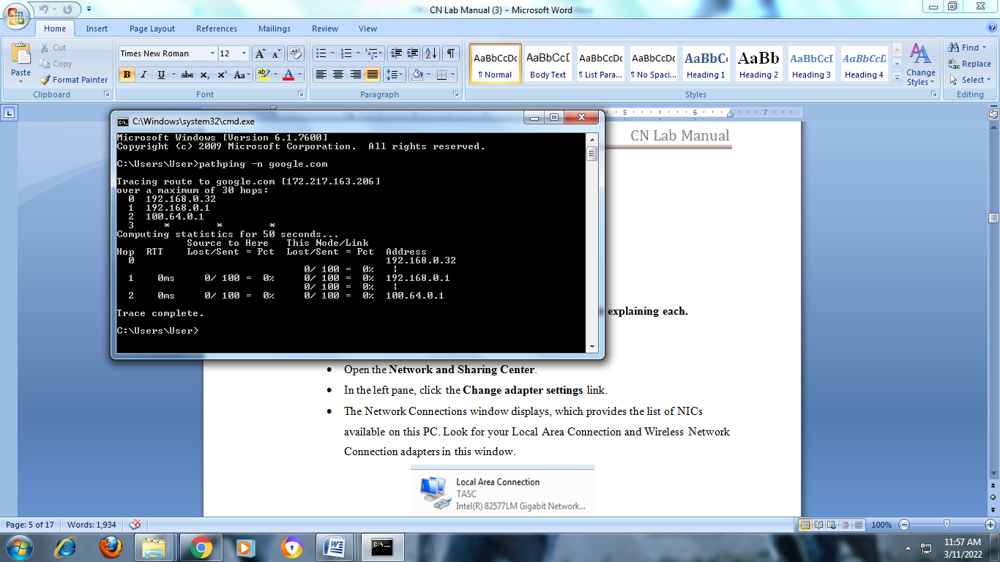 CN Lab Manual (3) - Microsoft Word
Home Insert Page Layout References Mailings Review View
Paste
Cut
Copy
Format Painter
Clipboard
Times New Roman 12
Font
Paragraph
AaBbCcDc AaBbCcD AaBbCcDc AaBbCcDc AaBbCc AaBb AaBbCcD AaBbCcDc
¶ Normal Body Text ¶ List Para... ¶ No Spaci... Heading 1 Heading 2 Heading 3 Heading 4
Change Styles
Styles
Find
Replace
Select
Editing
5 6 7
C:\Windows\system32\cmd.exe
Microsoft Windows [Version 6.1.7600]
Copyright (c) 2009 Microsoft Corporation. All rights reserved.
C:\Users\User>pathping -n google.com
Tracing route to google.com [172.217.163.206]
over a maximum of 30 hops:
0 192.168.0.32
1 192.168.0.1
2 100.64.0.1
3 * * *
Computing statistics for 50 seconds...
Source to Here This Node/Link
Hop RTT Lost/Sent = Pct Lost/Sent = Pct Address
0 192.168.0.32
0/ 100 = 0% |
1 0ms 0/ 100 = 0% 0/ 100 = 0% 192.168.0.1
0/ 100 = 0% |
2 0ms 0/ 100 = 0% 0/ 100 = 0% 100.64.0.1
Trace complete.
C:\Users\User>
CN Lab Manual
explaining each.
• Open the Network and Sharing Center.
• In the left pane, click the Change adapter settings link.
• The Network Connections window displays, which provides the list of NICs
available on this PC. Look for your Local Area Connection and Wireless Network
Connection adapters in this window.
Local Area Connection
TASC
Intel(R) 82577LM Gigabit Network...
Page: 5 of 17 Words: 1,934 100%
11:57 AM
3/11/2022